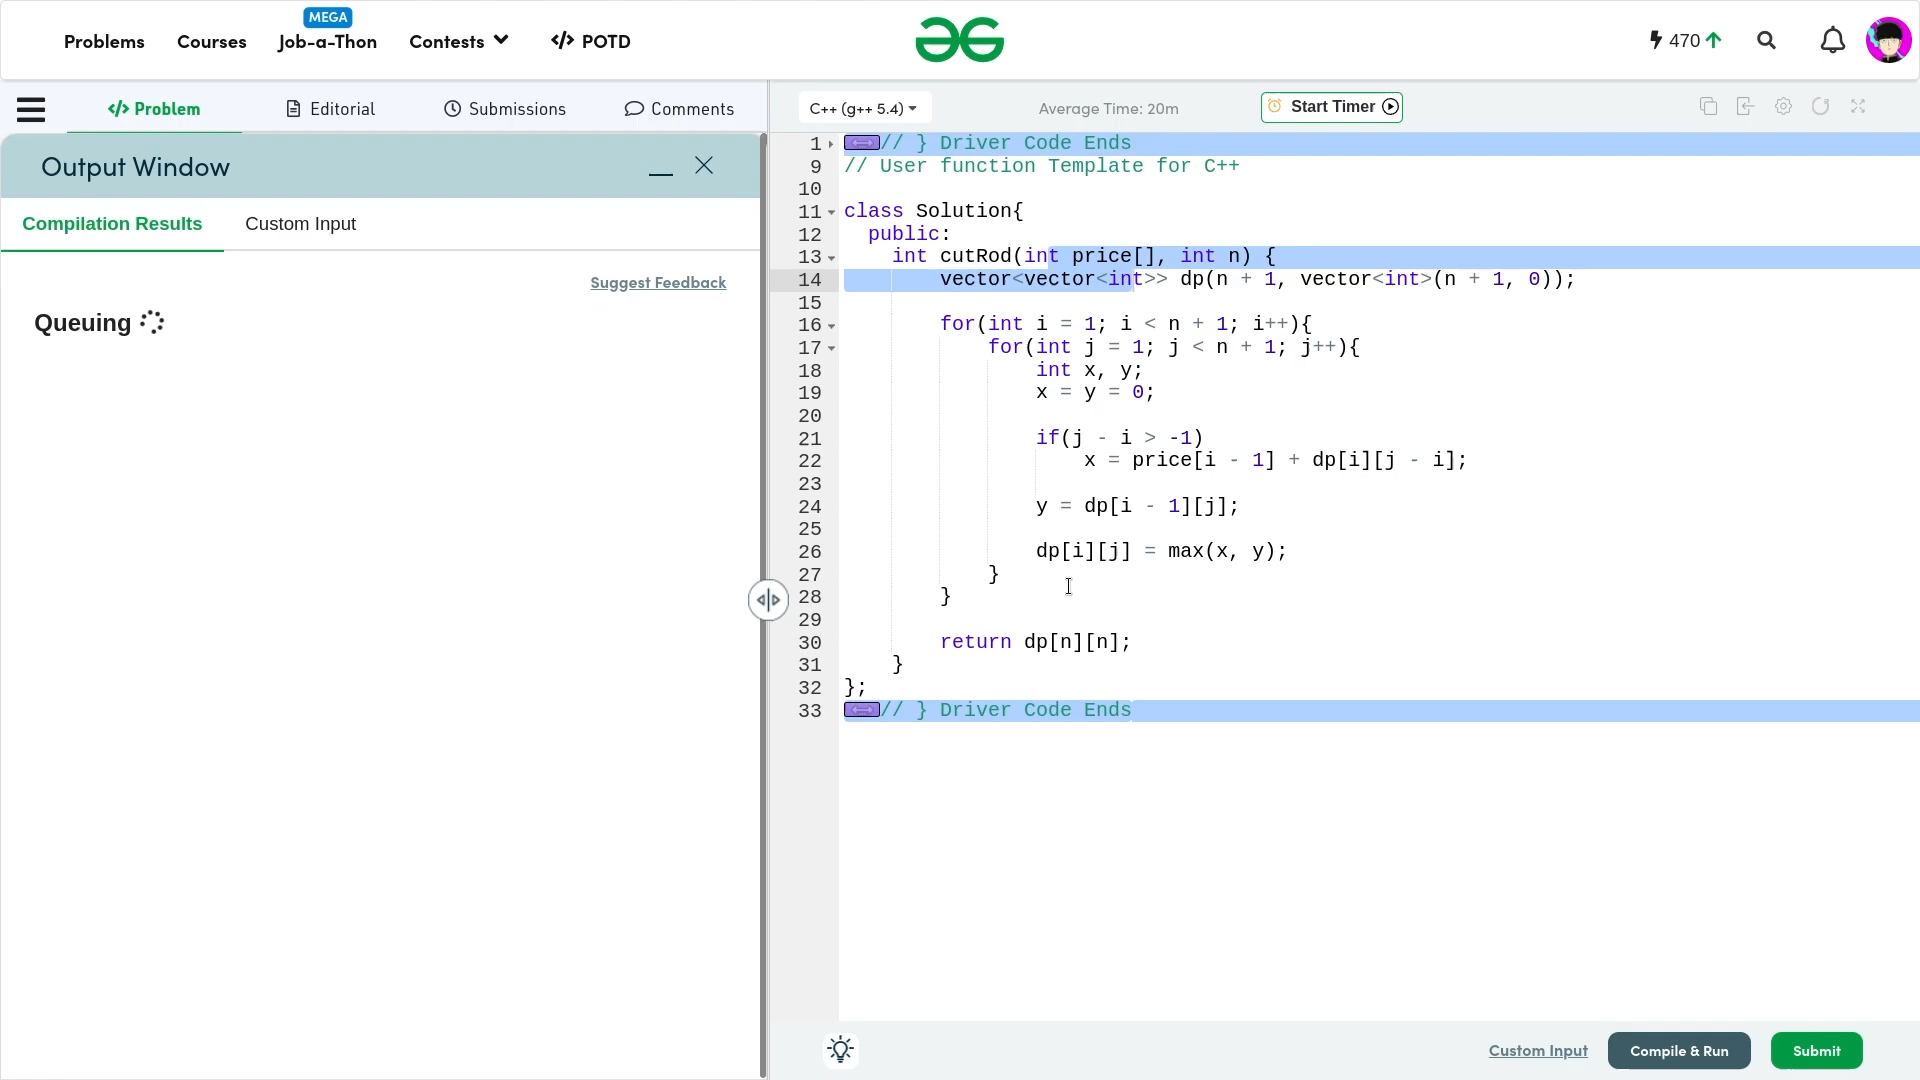 Problems
Courses
MEGA
Job-a-Thon
Contests
POTD
470
Problem
Editorial
Submissions
Comments
C++ (g++ 5.4)
Average Time: 20m
Start Timer
Output Window
Compilation Results
Custom Input
Suggest Feedback
Queuing
1 // } Driver Code Ends
9 // User function Template for C++
10
11 class Solution{
12 public:
13 int cutRod(int price[], int n) {
14 vector<vector<int>> dp(n + 1, vector<int>(n + 1, 0));
15
16 for(int i = 1; i < n + 1; i++){
17 for(int j = 1; j < n + 1; j++){
18 int x, y;
19 x = y = 0;
20
21 if(j - i > -1)
22 x = price[i - 1] + dp[i][j - i];
23
24 y = dp[i - 1][j];
25
26 dp[i][j] = max(x, y);
27 }
28 }
29
30 return dp[n][n];
31 }
32 };
33 // } Driver Code Ends
Custom Input
Compile & Run
Submit